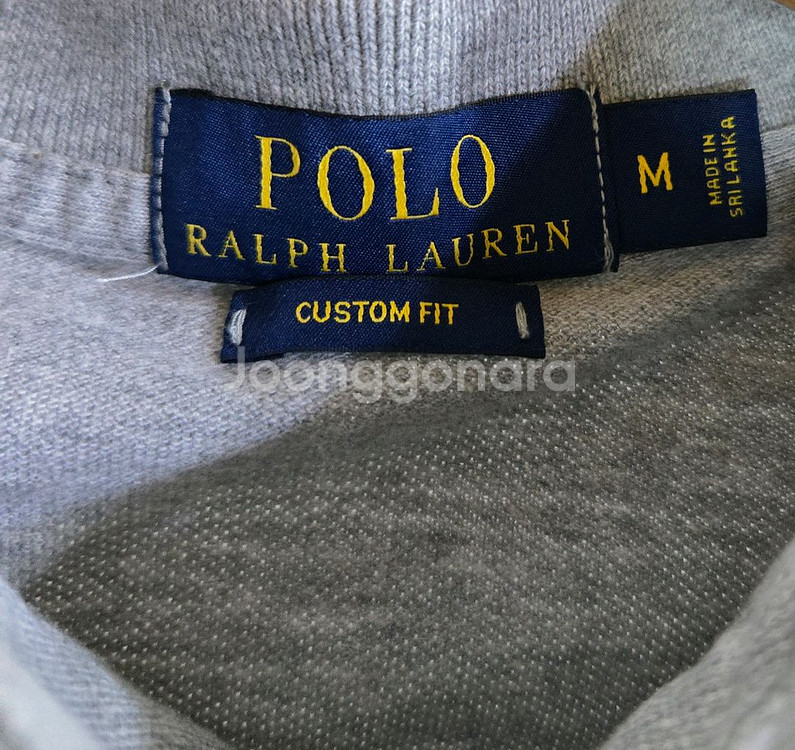 POLO
RALPH LAUREN
M
MADE IN
SRI LANKA
CUSTOM FIT
Joonggonara